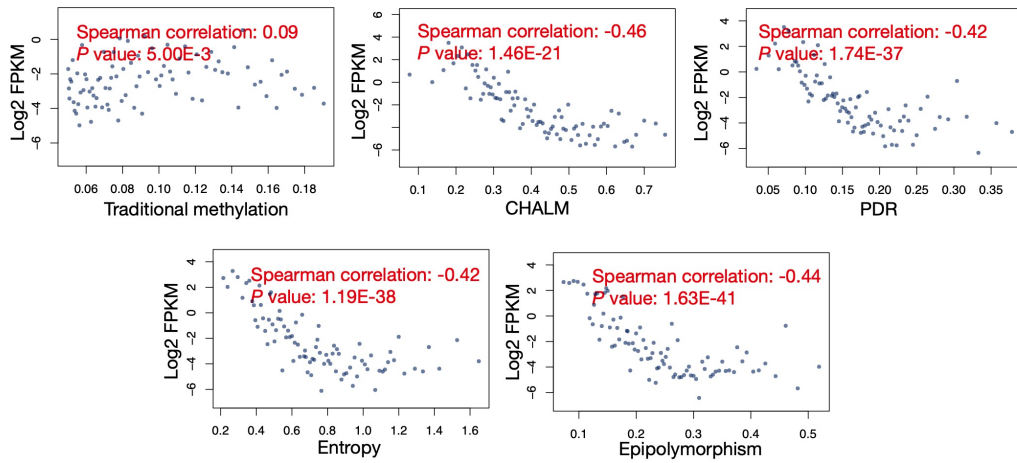 Spearman correlation: 0.09
P value: 5.00E-3
Log2 FPKM
0
-2
-4
-6
0.06 0.08 0.10 0.12 0.14 0.16 0.18
Traditional methylation
Spearman correlation: -0.46
P value: 1.46E-21
Log2 FPKM
6
4
2
0
-2
-4
-6
0.1 0.2 0.3 0.4 0.5 0.6 0.7
CHALM
Spearman correlation: -0.42
P value: 1.74E-37
Log2 FPKM
4
2
0
-2
-4
-6
0.05 0.10 0.15 0.20 0.25 0.30 0.35
PDR
Spearman correlation: -0.42
P value: 1.19E-38
Log2 FPKM
4
2
0
-2
-4
-6
0.2 0.4 0.6 0.8 1.0 1.2 1.4 1.6
Entropy
Spearman correlation: -0.44
P value: 1.63E-41
Log2 FPKM
4
2
0
-2
-4
-6
0.1 0.2 0.3 0.4 0.5
Epipolymorphism